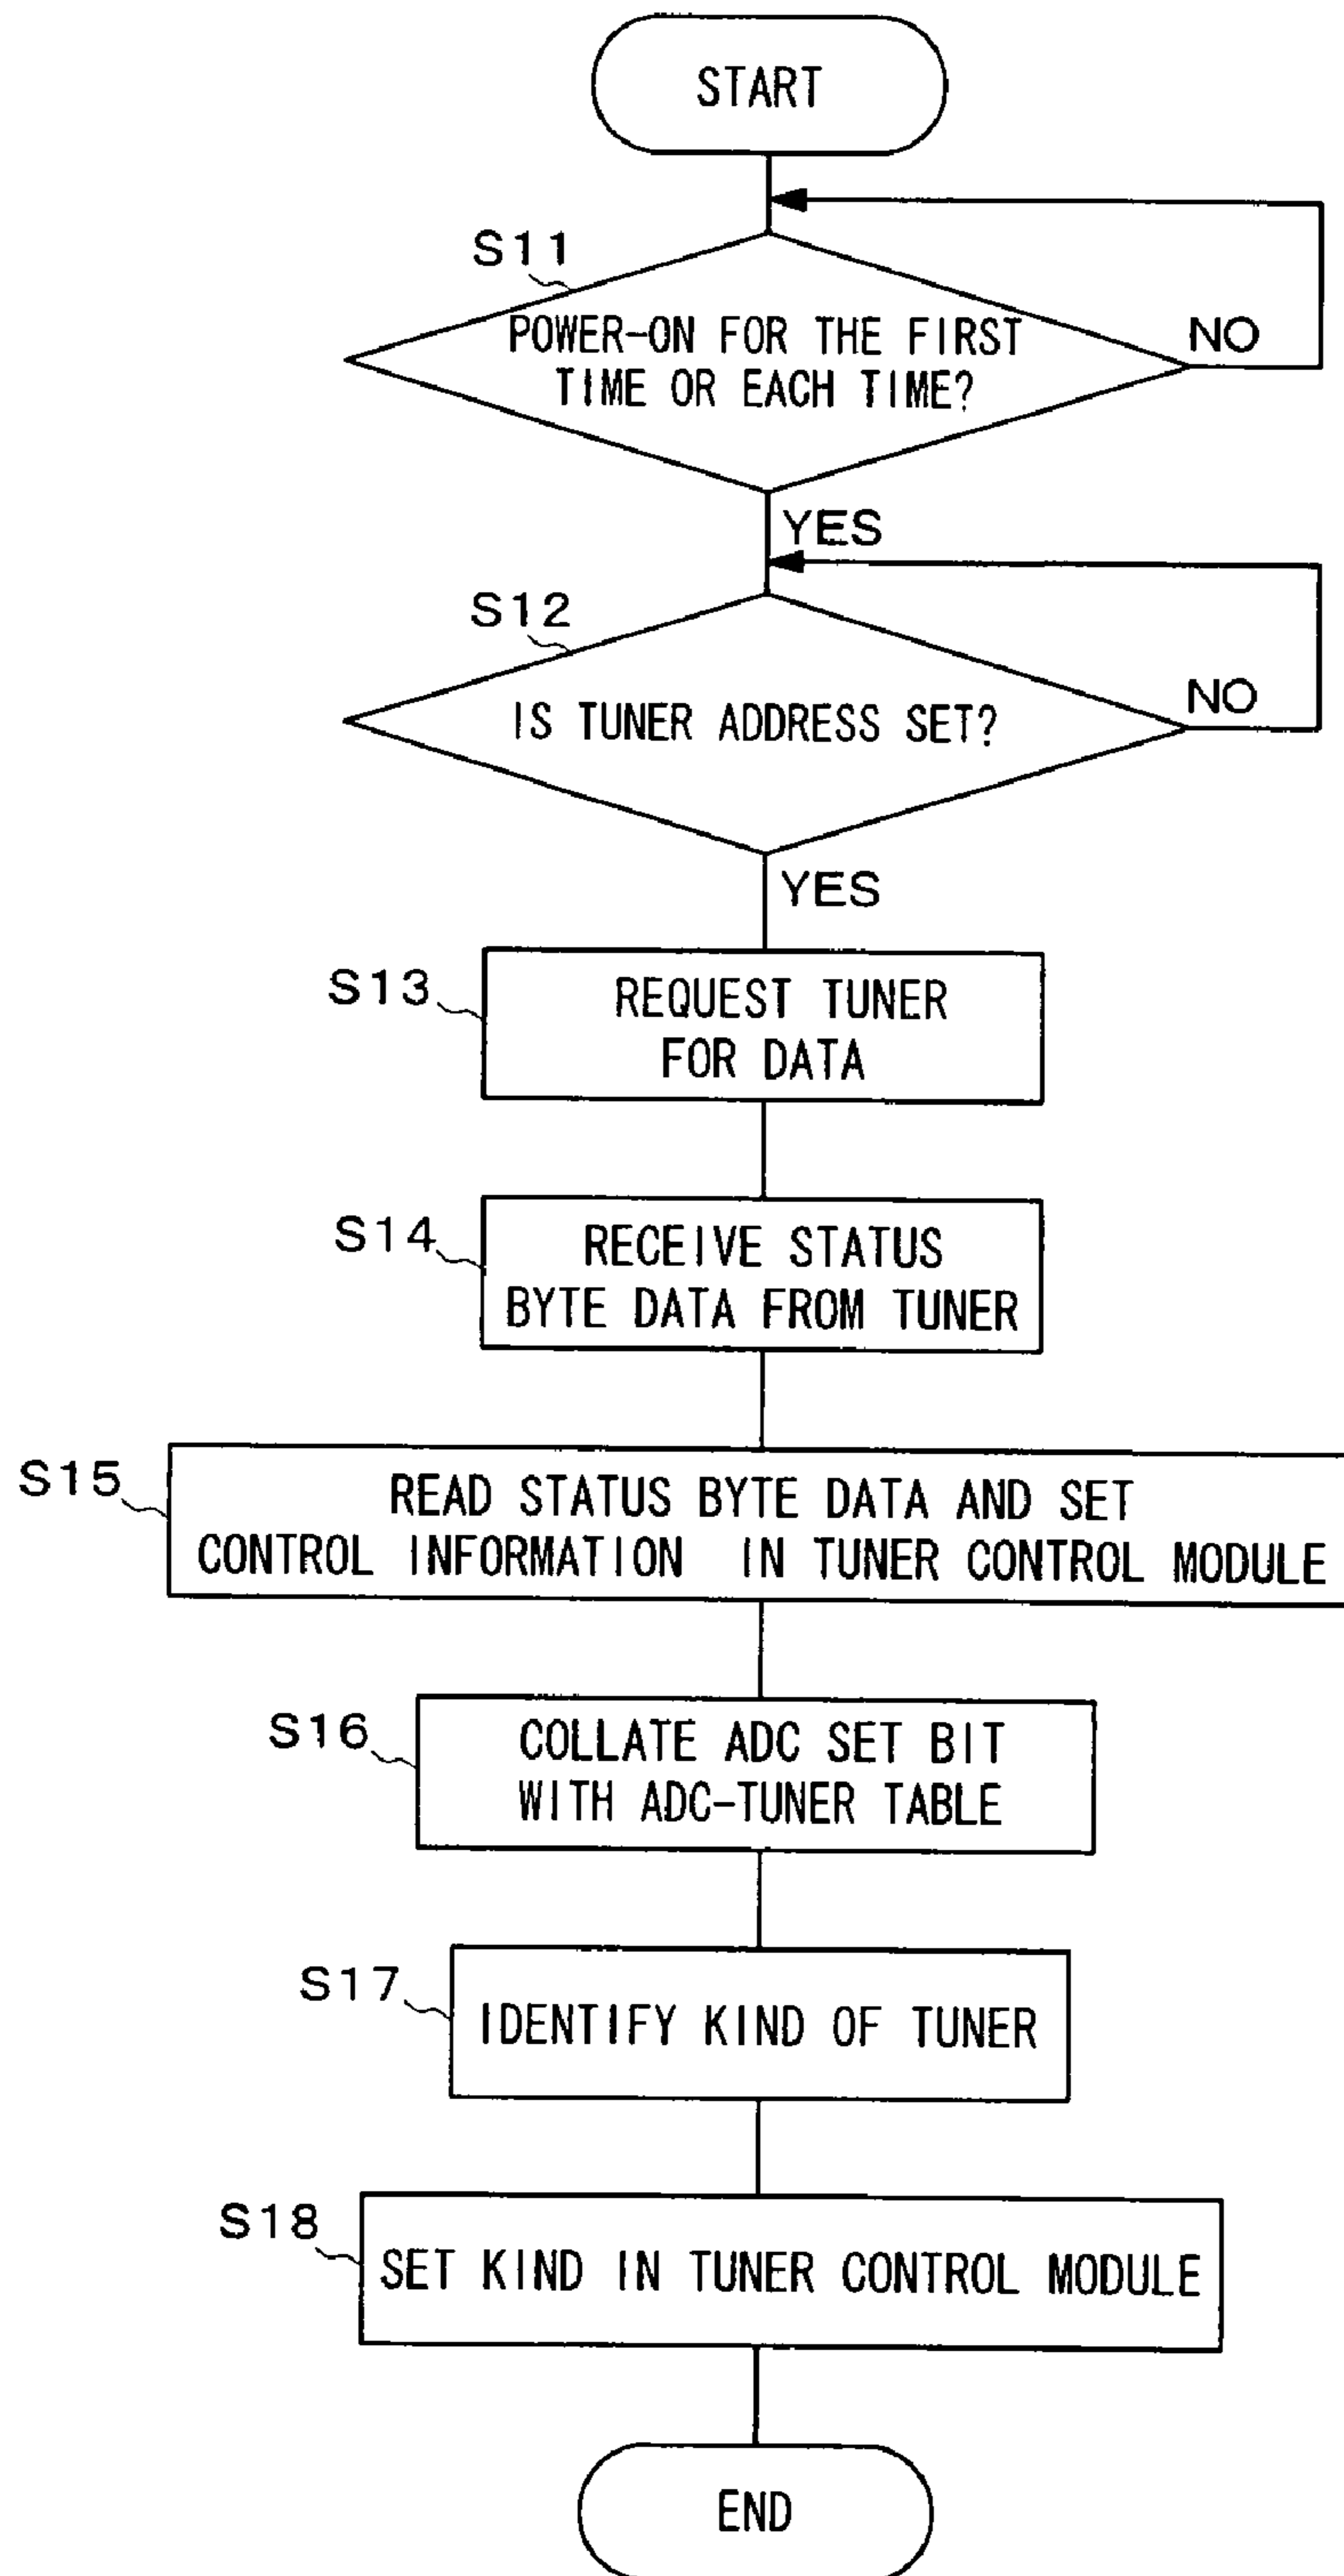 START
S11
POWER-ON FOR THE FIRST
TIME OR EACH TIME?
NO
YES
S12
IS TUNER ADDRESS SET?
NO
YES
S13
REQUEST TUNER
FOR DATA
S14
RECEIVE STATUS
BYTE DATA FROM TUNER
S15
READ STATUS BYTE DATA AND SET
CONTROL INFORMATION IN TUNER CONTROL MODULE
S16
COLLATE ADC SET BIT
WITH ADC-TUNER TABLE
S17
IDENTIFY KIND OF TUNER
S18
SET KIND IN TUNER CONTROL MODULE
END